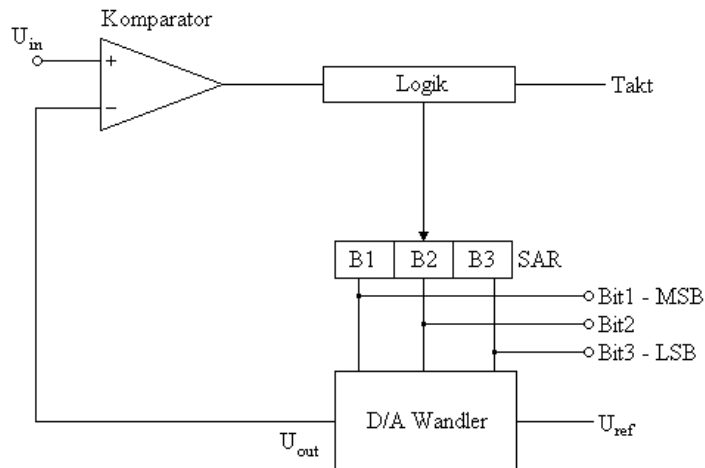 Komparator
U_in
+
−
Logik
Takt
B1 B2 B3 SAR
Bit1 - MSB
Bit2
Bit3 - LSB
D/A Wandler
U_ref
U_out